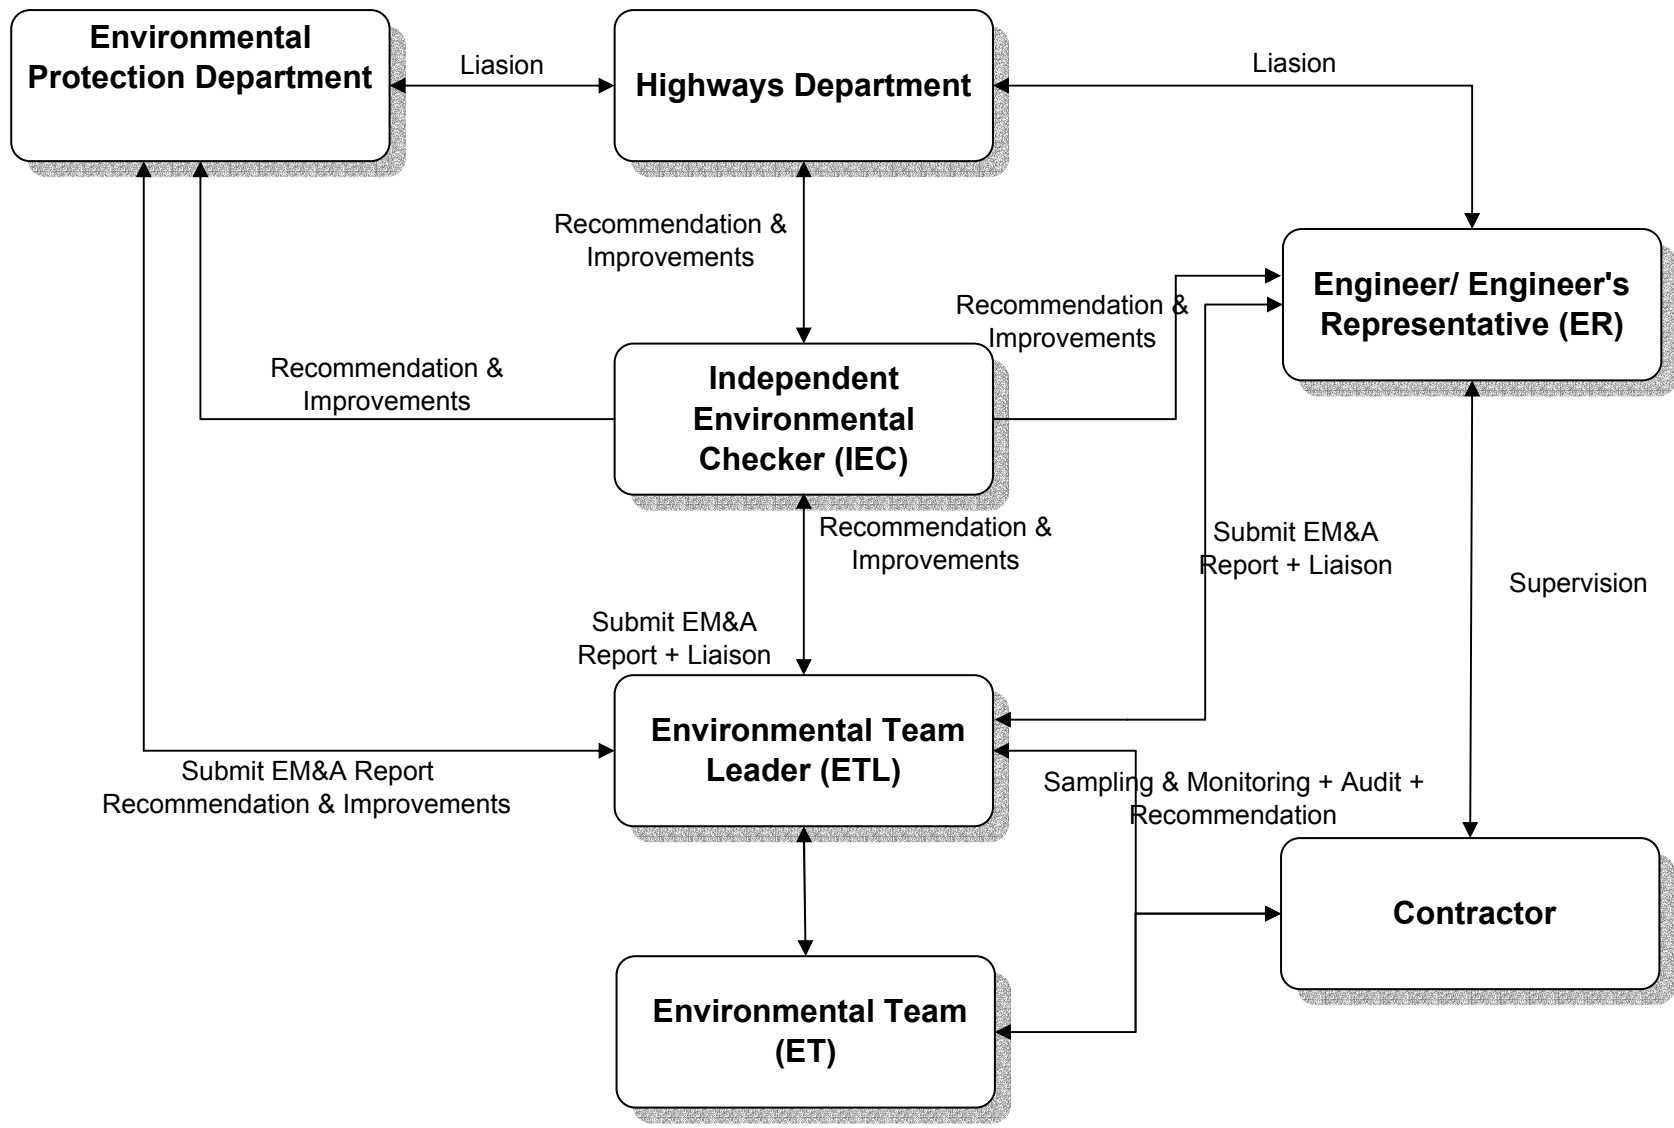 Environmental
Protection Department
Liasion
Highways Department
Liasion
Recommendation &
Improvements
Engineer/ Engineer's
Representative (ER)
Recommendation &
Improvements
Recommendation &
Improvements
Independent
Environmental
Checker (IEC)
Recommendation &
Improvements
Submit EM&A
Report + Liaison
Supervision
Submit EM&A
Report + Liaison
Environmental Team
Leader (ETL)
Submit EM&A Report
Recommendation & Improvements
Sampling & Monitoring + Audit +
Recommendation
Contractor
Environmental Team
(ET)